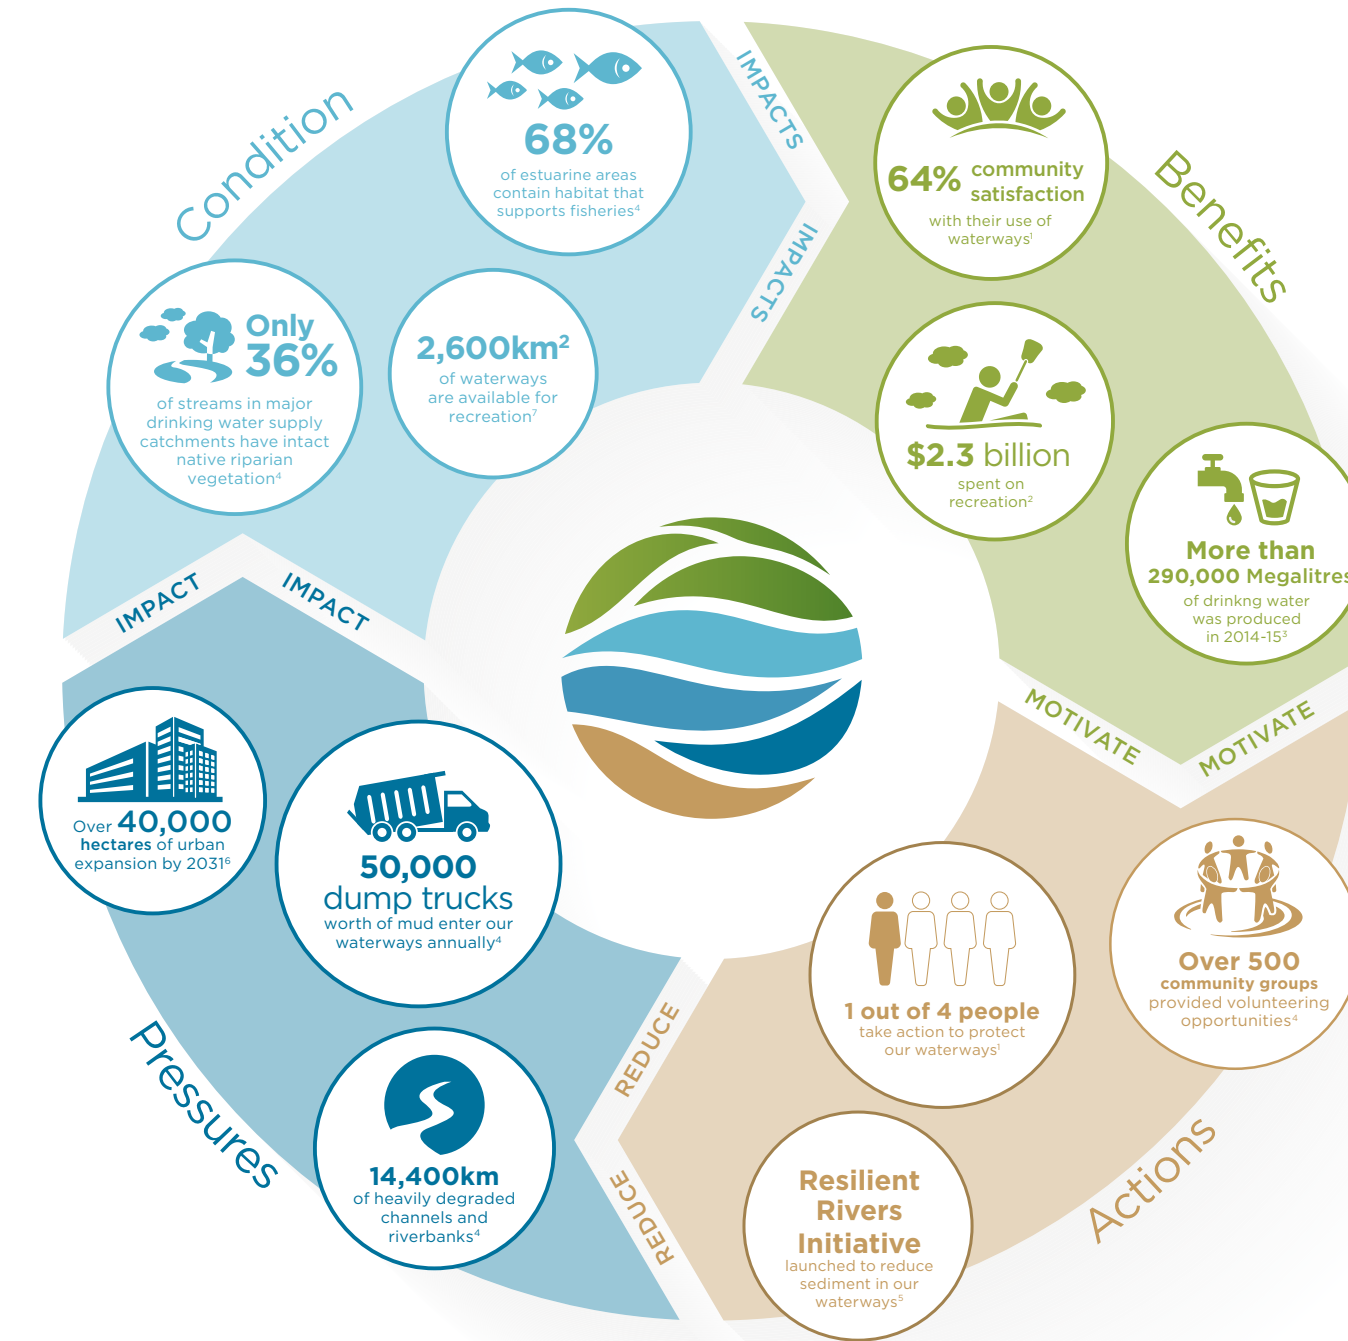 Condition
68%
of estuarine areas
contain habitat that
supports fisheries⁴
Only
36%
of streams in major
drinking water supply
catchments have intact
native riparian
vegetation⁴
2,600km²
of waterways
are available for
recreation⁷
IMPACTS
IMPACTS
Benefits
64% community
satisfaction
with their use of
waterways¹
$2.3 billion
spent on
recreation²
More than
290,000 Megalitres
of drinkng water
was produced
in 2014-15³
MOTIVATE
MOTIVATE
Actions
1 out of 4 people
take action to protect
our waterways¹
Over 500
community groups
provided volunteering
opportunities⁴
Resilient
Rivers
Initiative
launched to reduce
sediment in our
waterways⁵
REDUCE
REDUCE
Pressures
Over 40,000
hectares of urban
expansion by 2031⁶
50,000
dump trucks
worth of mud enter our
waterways annually⁴
14,400km
of heavily degraded
channels and
riverbanks⁴
IMPACT
IMPACT